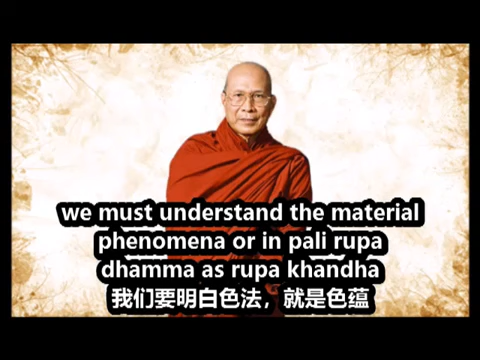 we must understand the material
phenomena or in pali rupa
dhamma as rupa khandha
我们要明白色法，就是色蕴